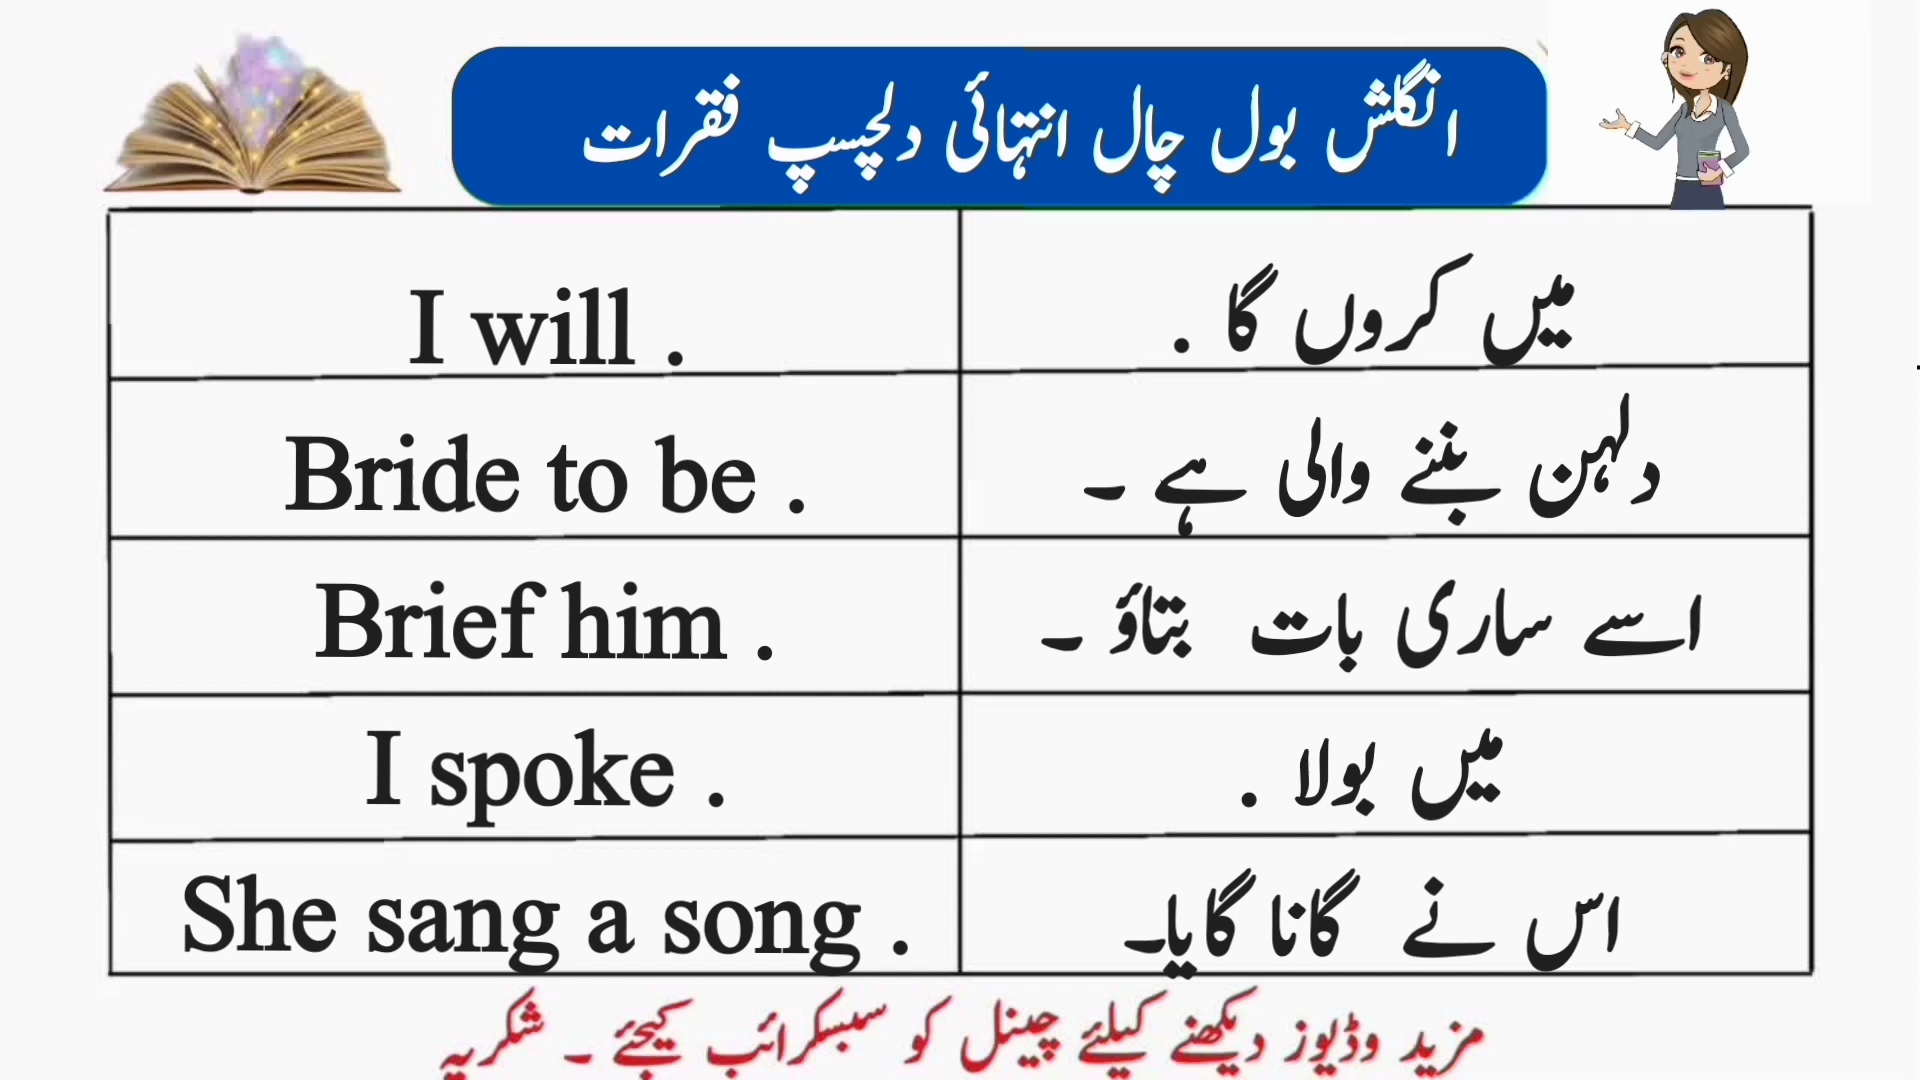 انگلش بول چال انتہائی دلچسپ فقرات
I will .
میں کروں گا .
Bride to be .
دلہن بننے والی ہے ۔
Brief him .
اسے ساری بات بتاؤ ۔
I spoke .
میں بولا .
She sang a song .
اس نے گانا گایا۔
مزید وڈیوز دیکھنے کیلئے چینل کو سبسکرائب کیجئے ۔ شکریہ